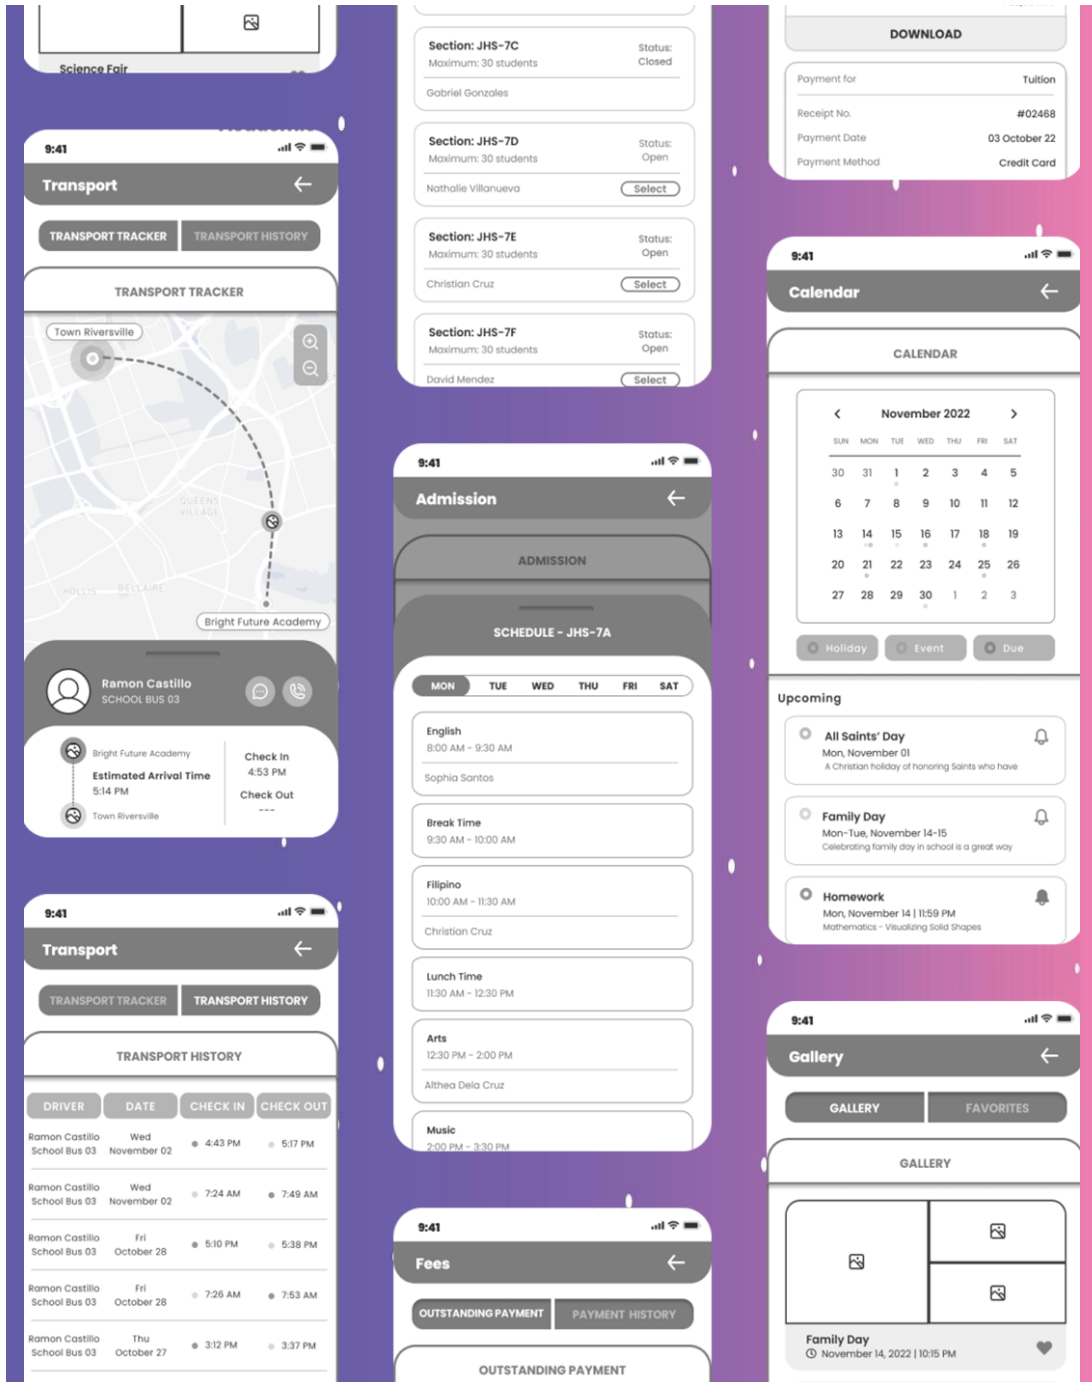 Science Fair
9:41
Transport
TRANSPORT TRACKER
TRANSPORT HISTORY
TRANSPORT TRACKER
Town Riversville
QUEENS
VILLAGE
HOLLIS
BELLAIRE
Bright Future Academy
Ramon Castillo
SCHOOL BUS 03
Bright Future Academy
Estimated Arrival Time
5:14 PM
Town Riversville
Check In
4:53 PM
Check Out
---
9:41
Transport
TRANSPORT TRACKER
TRANSPORT HISTORY
TRANSPORT HISTORY
DRIVER DATE CHECK IN CHECK OUT
Ramon Castillo Wed
School Bus 03 November 02 4:43 PM 5:17 PM
Ramon Castillo Wed
School Bus 03 November 02 7:24 AM 7:49 AM
Ramon Castillo Fri
School Bus 03 October 28 5:10 PM 5:38 PM
Ramon Castillo Fri
School Bus 03 October 28 7:26 AM 7:53 AM
Ramon Castillo Thu
School Bus 03 October 27 3:12 PM 3:37 PM
Section: JHS-7C
Maximum: 30 students
Status:
Closed
Gabriel Gonzales
Section: JHS-7D
Maximum: 30 students
Status:
Open
Nathalie Villanueva
Select
Section: JHS-7E
Maximum: 30 students
Status:
Open
Christian Cruz
Select
Section: JHS-7F
Maximum: 30 students
Status:
Open
David Mendez
Select
9:41
Admission
ADMISSION
SCHEDULE - JHS-7A
MON TUE WED THU FRI SAT
English
8:00 AM - 9:30 AM
Sophia Santos
Break Time
9:30 AM - 10:00 AM
Filipino
10:00 AM - 11:30 AM
Christian Cruz
Lunch Time
11:30 AM - 12:30 PM
Arts
12:30 PM - 2:00 PM
Althea Dela Cruz
Music
2:00 PM - 3:30 PM
9:41
Fees
OUTSTANDING PAYMENT
PAYMENT HISTORY
OUTSTANDING PAYMENT
DOWNLOAD
Payment for Tuition
Receipt No. #02468
Payment Date 03 October 22
Payment Method Credit Card
9:41
Calendar
CALENDAR
November 2022
SUN MON TUE WED THU FRI SAT
30 31 1 2 3 4 5
6 7 8 9 10 11 12
13 14 15 16 17 18 19
20 21 22 23 24 25 26
27 28 29 30 1 2 3
Holiday Event Due
Upcoming
All Saints' Day
Mon, November 01
A Christian holiday of honoring Saints who have
Family Day
Mon-Tue, November 14-15
Celebrating family day in school is a great way
Homework
Mon, November 14 | 11:59 PM
Mathematics - Visualizing Solid Shapes
9:41
Gallery
GALLERY
FAVORITES
GALLERY
Family Day
November 14, 2022 | 10:15 PM